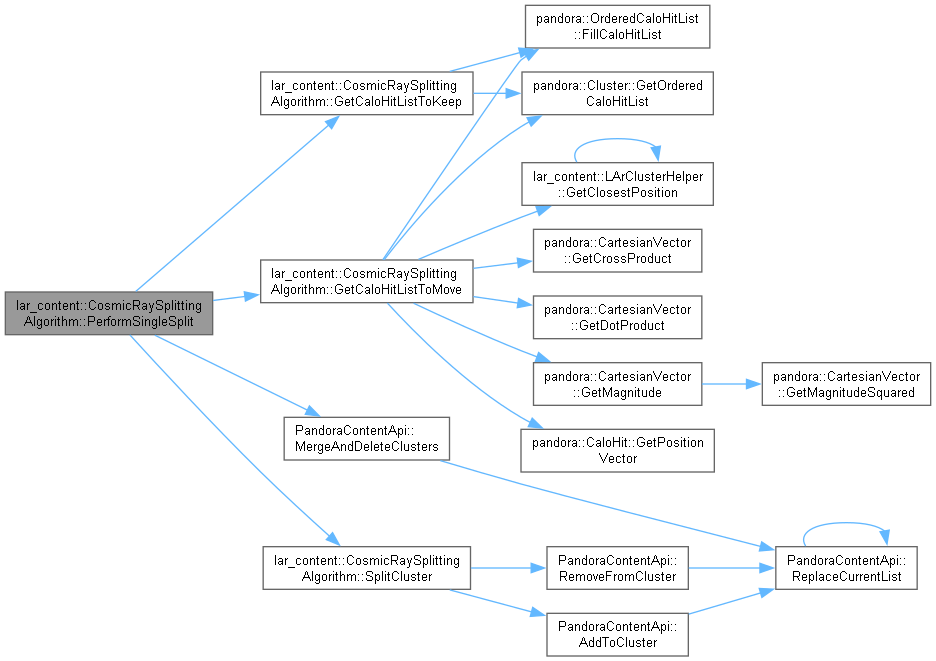 lar_content::CosmicRaySplitting
Algorithm::PerformSingleSplit
lar_content::CosmicRaySplitting
Algorithm::GetCaloHitListToKeep
pandora::OrderedCaloHitList
::FillCaloHitList
pandora::Cluster::GetOrdered
CaloHitList
lar_content::CosmicRaySplitting
Algorithm::GetCaloHitListToMove
lar_content::LArClusterHelper
::GetClosestPosition
pandora::CartesianVector
::GetCrossProduct
pandora::CartesianVector
::GetDotProduct
pandora::CartesianVector
::GetMagnitude
pandora::CartesianVector
::GetMagnitudeSquared
pandora::CaloHit::GetPosition
Vector
PandoraContentApi::
MergeAndDeleteClusters
PandoraContentApi::
ReplaceCurrentList
lar_content::CosmicRaySplitting
Algorithm::SplitCluster
PandoraContentApi::
RemoveFromCluster
PandoraContentApi::
AddToCluster